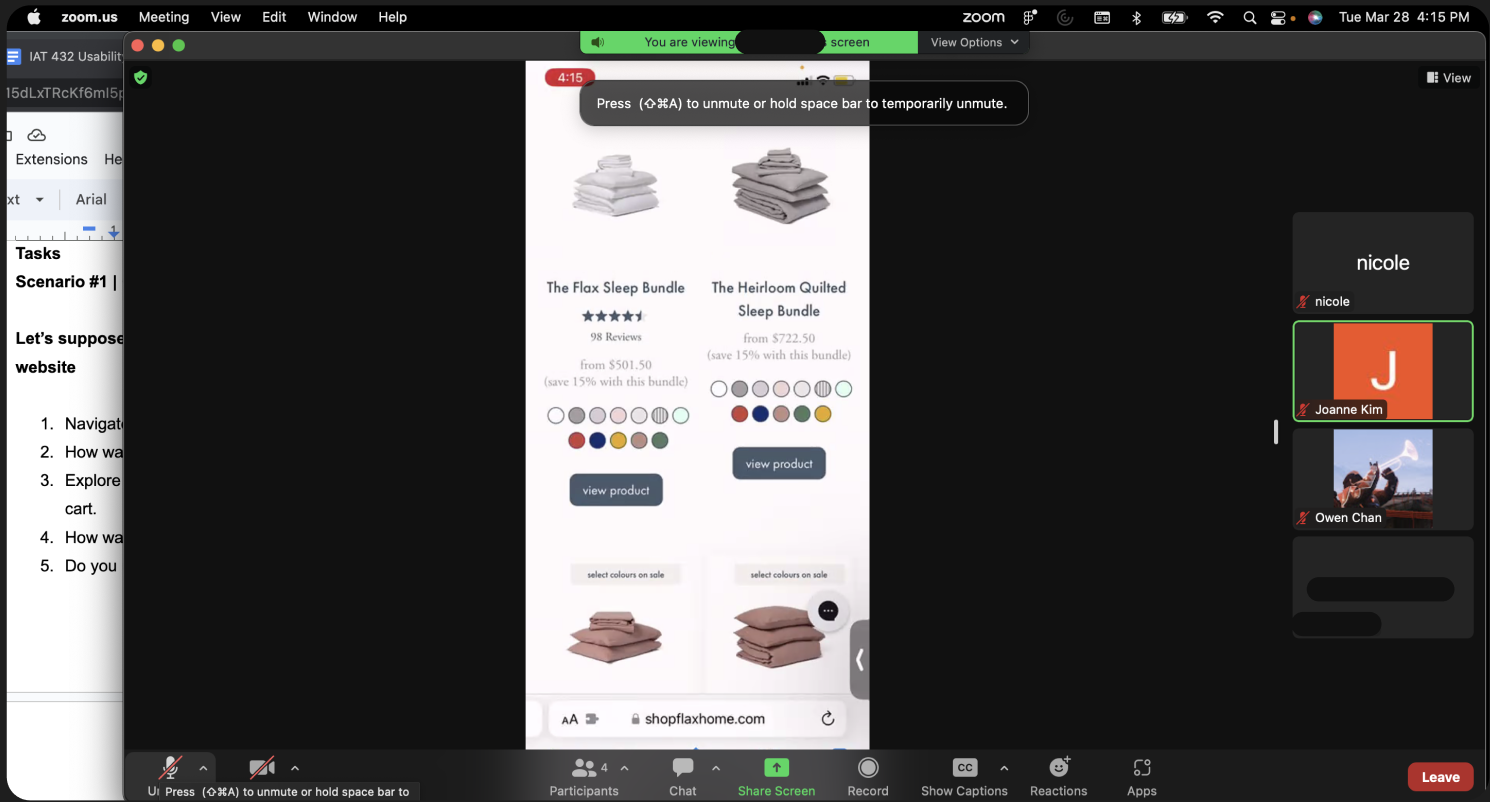 zoom.us Meeting View Edit Window Help
zoom Tue Mar 28 4:15 PM
IAT 432 Usability
15dLxTRcKf6ml5p
Extensions He
xt Arial
1
Tasks
Scenario #1 |
Let's suppose
website
1. Navigate
2. How wa
3. Explore
cart.
4. How wa
5. Do you
You are viewing screen
View Options
View
4:15
Press (⇧⌘A) to unmute or hold space bar to temporarily unmute.
The Flax Sleep Bundle
98 Reviews
from $501.50
(save 15% with this bundle)
view product
The Heirloom Quilted
Sleep Bundle
from $722.50
(save 15% with this bundle)
view product
select colours on sale
select colours on sale
AA shopflaxhome.com
nicole
nicole
J
Joanne Kim
Owen Chan
Press (⇧⌘A) to unmute or hold space bar to
4
Participants
Chat
Share Screen
Record
CC
Show Captions
Reactions
Apps
Leave